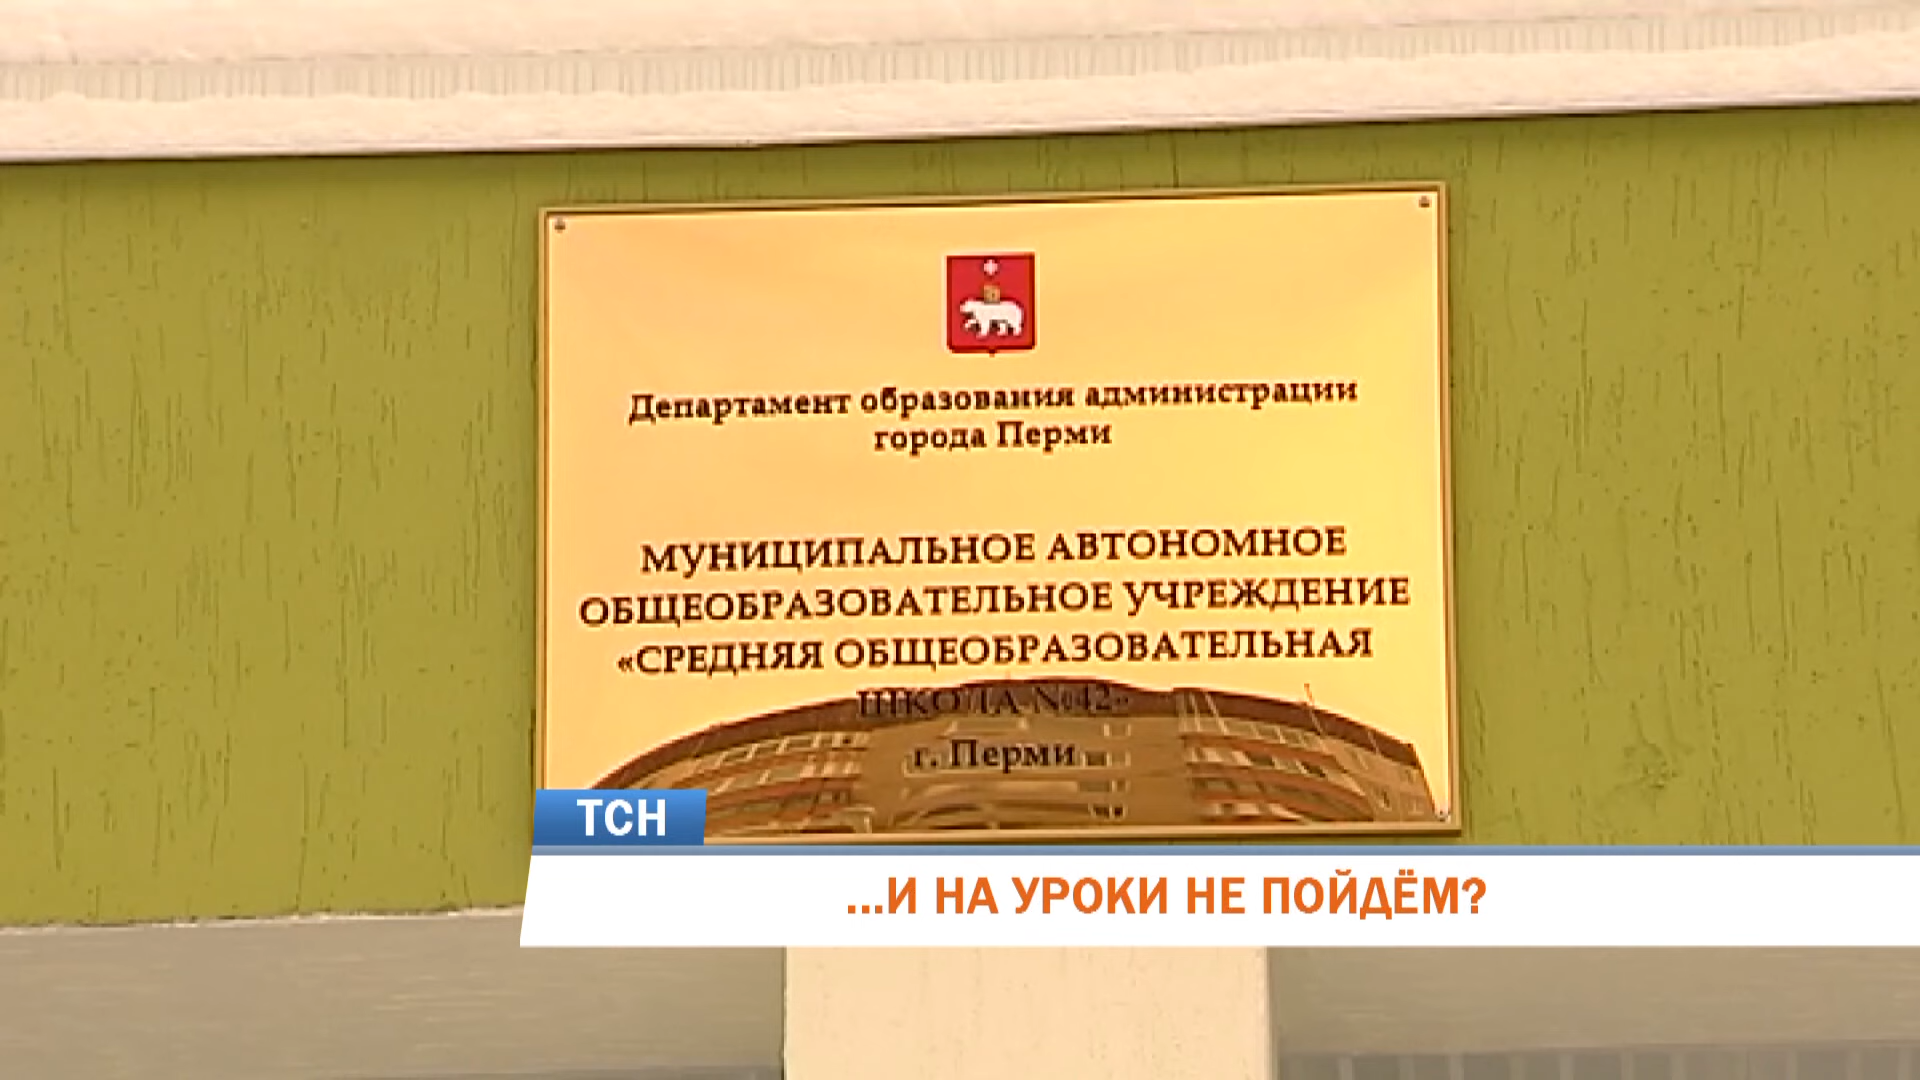 Департамент образования администрации
города Перми
МУНИЦИПАЛЬНОЕ АВТОНОМНОЕ
ОБЩЕОБРАЗОВАТЕЛЬНОЕ УЧРЕЖДЕНИЕ
«СРЕДНЯЯ ОБЩЕОБРАЗОВАТЕЛЬНАЯ
ШКОЛА №42»
г. Перми
ТСН
...И НА УРОКИ НЕ ПОЙДЁМ?